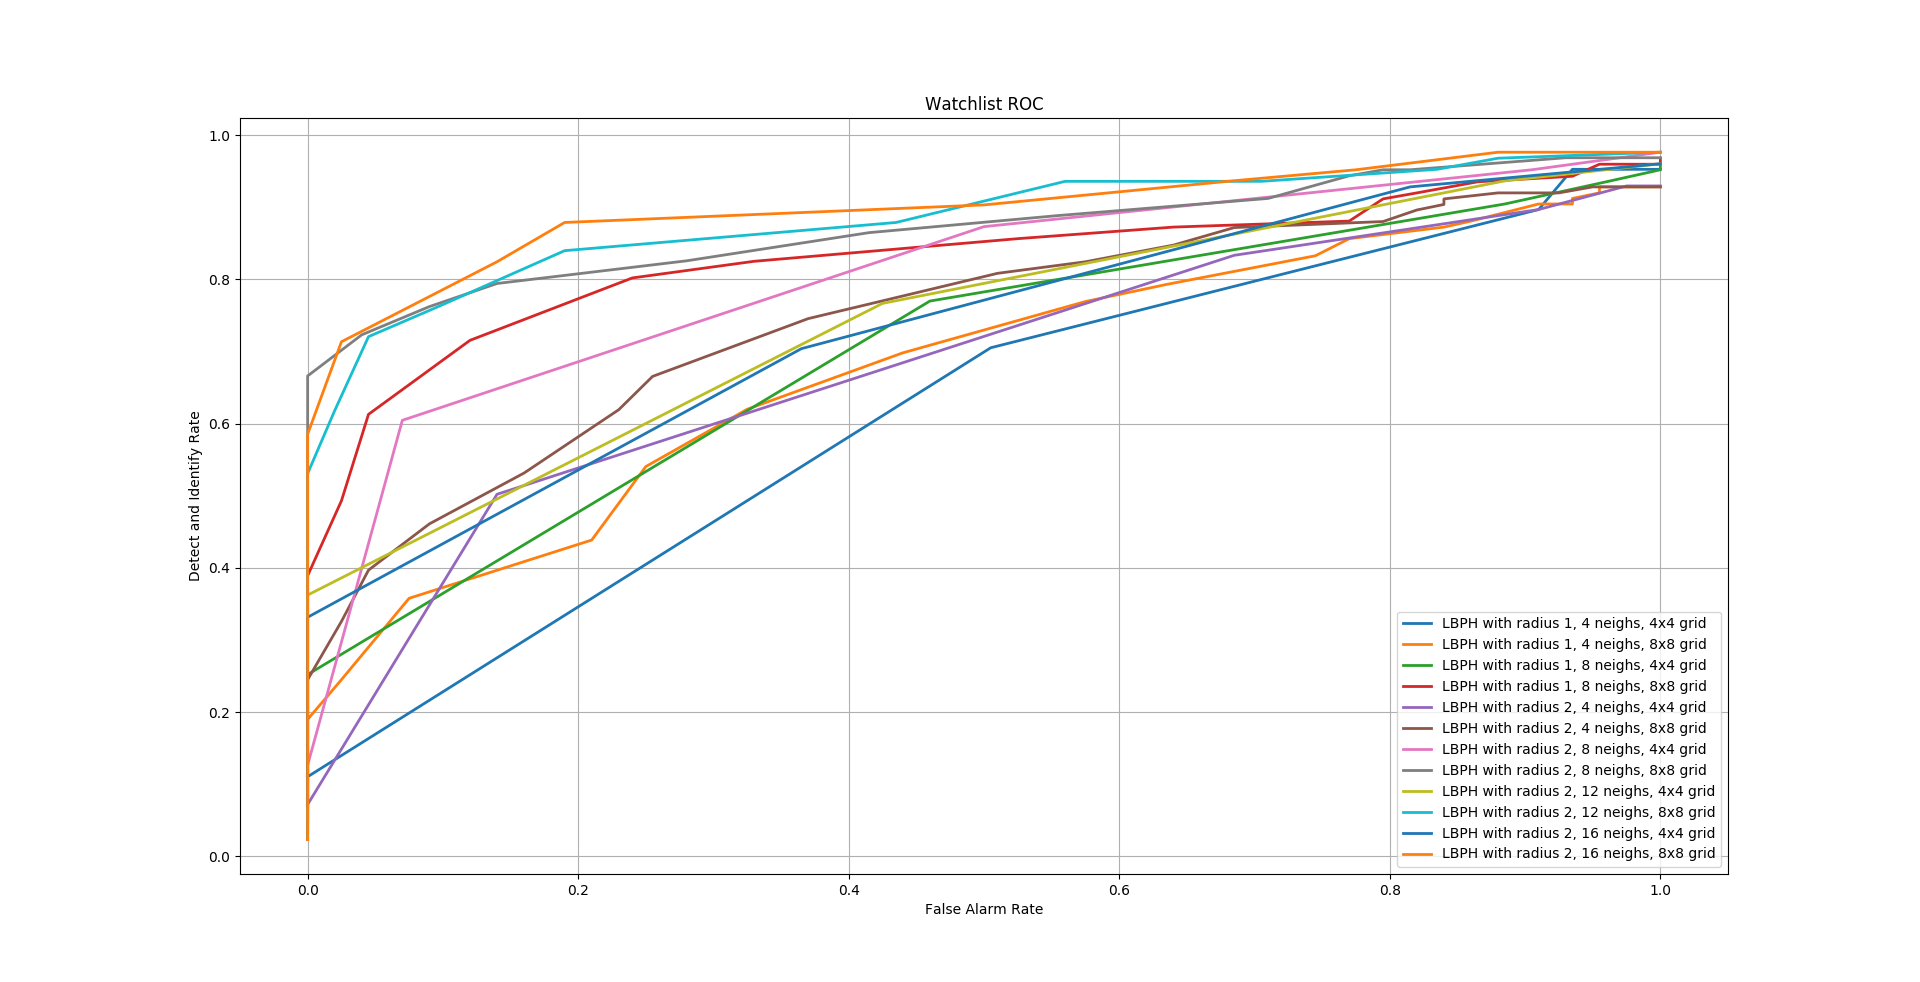 Watchlist ROC
1.0
0.8
0.6
0.4
0.2
0.0
Detect and Identify Rate
LBPH with radius 1, 4 neighs, 4x4 grid
LBPH with radius 1, 4 neighs, 8x8 grid
LBPH with radius 1, 8 neighs, 4x4 grid
LBPH with radius 1, 8 neighs, 8x8 grid
LBPH with radius 2, 4 neighs, 4x4 grid
LBPH with radius 2, 4 neighs, 8x8 grid
LBPH with radius 2, 8 neighs, 4x4 grid
LBPH with radius 2, 8 neighs, 8x8 grid
LBPH with radius 2, 12 neighs, 4x4 grid
LBPH with radius 2, 12 neighs, 8x8 grid
LBPH with radius 2, 16 neighs, 4x4 grid
LBPH with radius 2, 16 neighs, 8x8 grid
0.0 0.2 0.4 0.6 0.8 1.0
False Alarm Rate